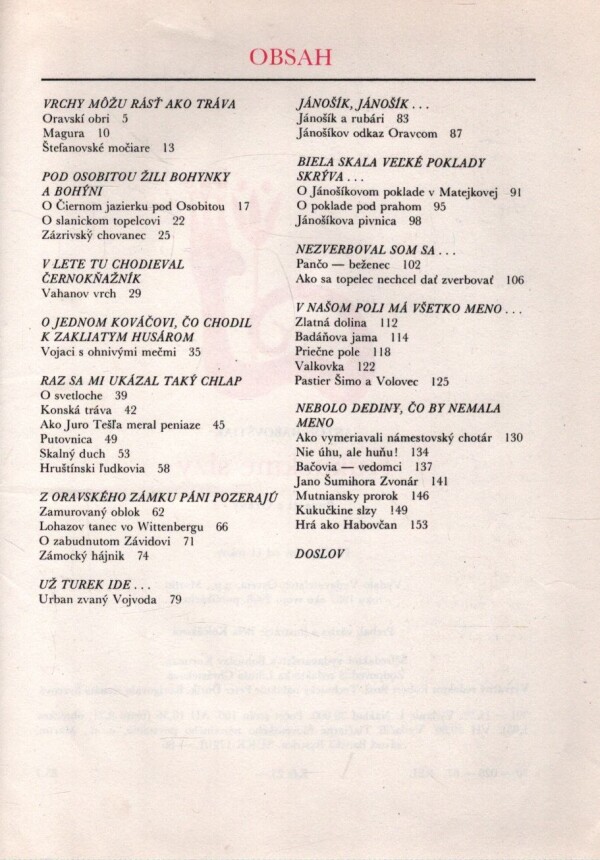 OBSAH
VRCHY MÔŽU RÁSŤ AKO TRÁVA
Oravskí obri 5
Magura 10
Štefanovské močiare 13
POD OSOBITOU ŽILI BOHYNKY
A BOHÝNI
O Čiernom jazierku pod Osobitou 17
O slanickom topelcovi 22
Zázrivský chovanec 25
V LETE TU CHODIEVAL
ČERNOKŇAŽNÍK
Vahanov vrch 29
O JEDNOM KOVÁČOVI, ČO CHODIL
K ZAKLIATYM HUSÁROM
Vojaci s ohnivými mečmi 35
RAZ SA MI UKÁZAL TAKÝ CHLAP
O svetloche 39
Konská tráva 42
Ako Juro Tešľa meral peniaze 45
Putovnica 49
Skalný duch 53
Hruštínski ľudkovia 58
Z ORAVSKÉHO ZÁMKU PÁNI POZERAJÚ
Zamurovaný oblok 62
Lohazov tanec vo Wittenbergu 66
O zabudnutom Závidovi 71
Zámocký hájnik 74
UŽ TUREK IDE . . .
Urban zvaný Vojvoda 79
JÁNOŠÍK, JÁNOŠÍK . . .
Jánošík a rubári 83
Jánošíkov odkaz Oravcom 87
BIELA SKALA VEĽKÉ POKLADY
SKRÝVA . . .
O Jánošíkovom poklade v Matejkovej 91
O poklade pod prahom 95
Jánošíkova pivnica 98
NEZVERBOVAL SOM SA . . .
Pančo — beženec 102
Ako sa topelec nechcel dať zverbovať 106
V NAŠOM POLI MÁ VŠETKO MENO . . .
Zlatná dolina 112
Badáňova jama 114
Priečne pole 118
Valkovka 122
Pastier Šimo a Volovec 125
NEBOLO DEDINY, ČO BY NEMALA
MENO
Ako vymeriavali námestovský chotár 130
Nie úhu, ale huňu! 134
Bačovia — vedomci 137
Jano Šumihora Zvonár 141
Mutniansky prorok 146
Kukučkine slzy 149
Hrá ako Habovčan 153
DOSLOV